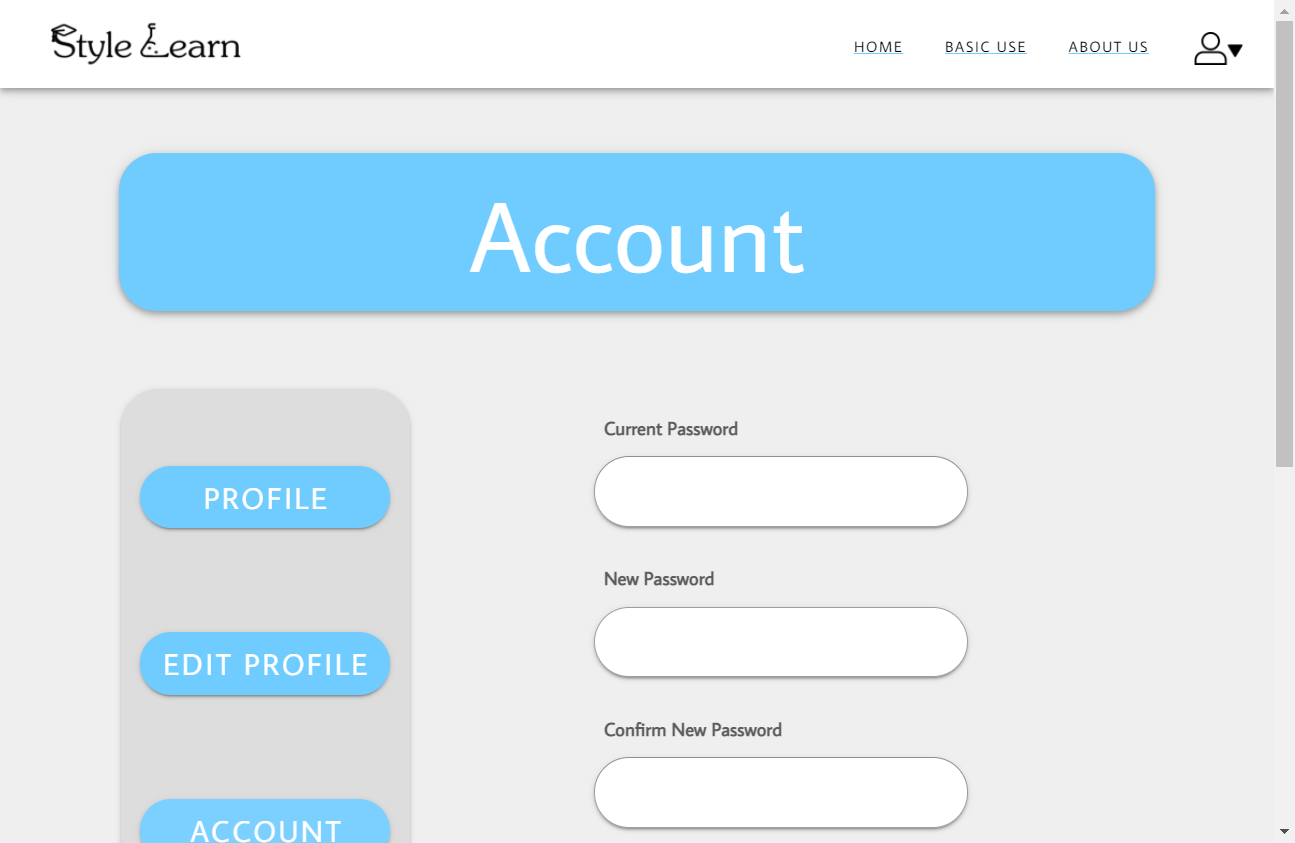 Style Learn
HOME BASIC USE ABOUT US
Account
PROFILE
EDIT PROFILE
ACCOUNT
Current Password
New Password
Confirm New Password